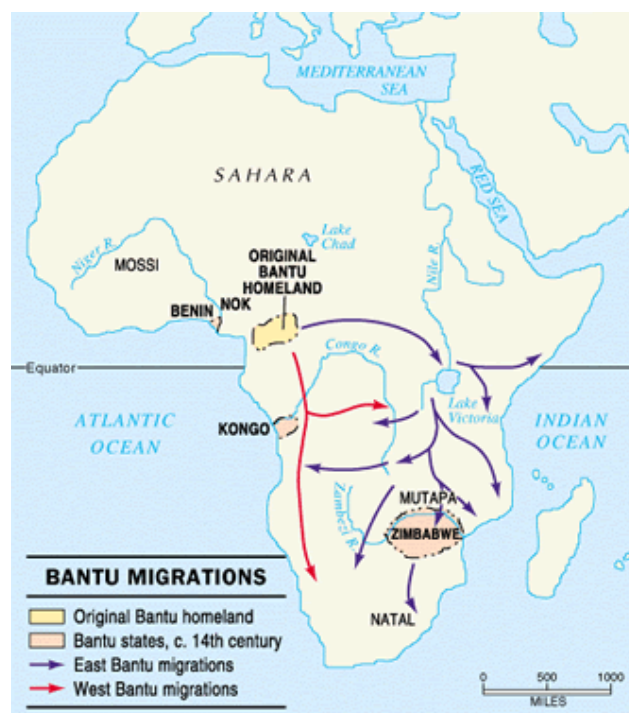 MEDITERRANEAN
SEA
SAHARA
RED SEA
Nile R.
Lake
Chad
Niger R.
MOSSI
ORIGINAL
BANTU
HOMELAND
NOK
BENIN
Equator
Congo R.
Lake
Victoria
ATLANTIC
OCEAN
KONGO
INDIAN
OCEAN
Zambezi R.
MUTAPA
ZIMBABWE
NATAL
BANTU MIGRATIONS
Original Bantu homeland
Bantu states, c. 14th century
East Bantu migrations
West Bantu migrations
0 500 1000
MILES